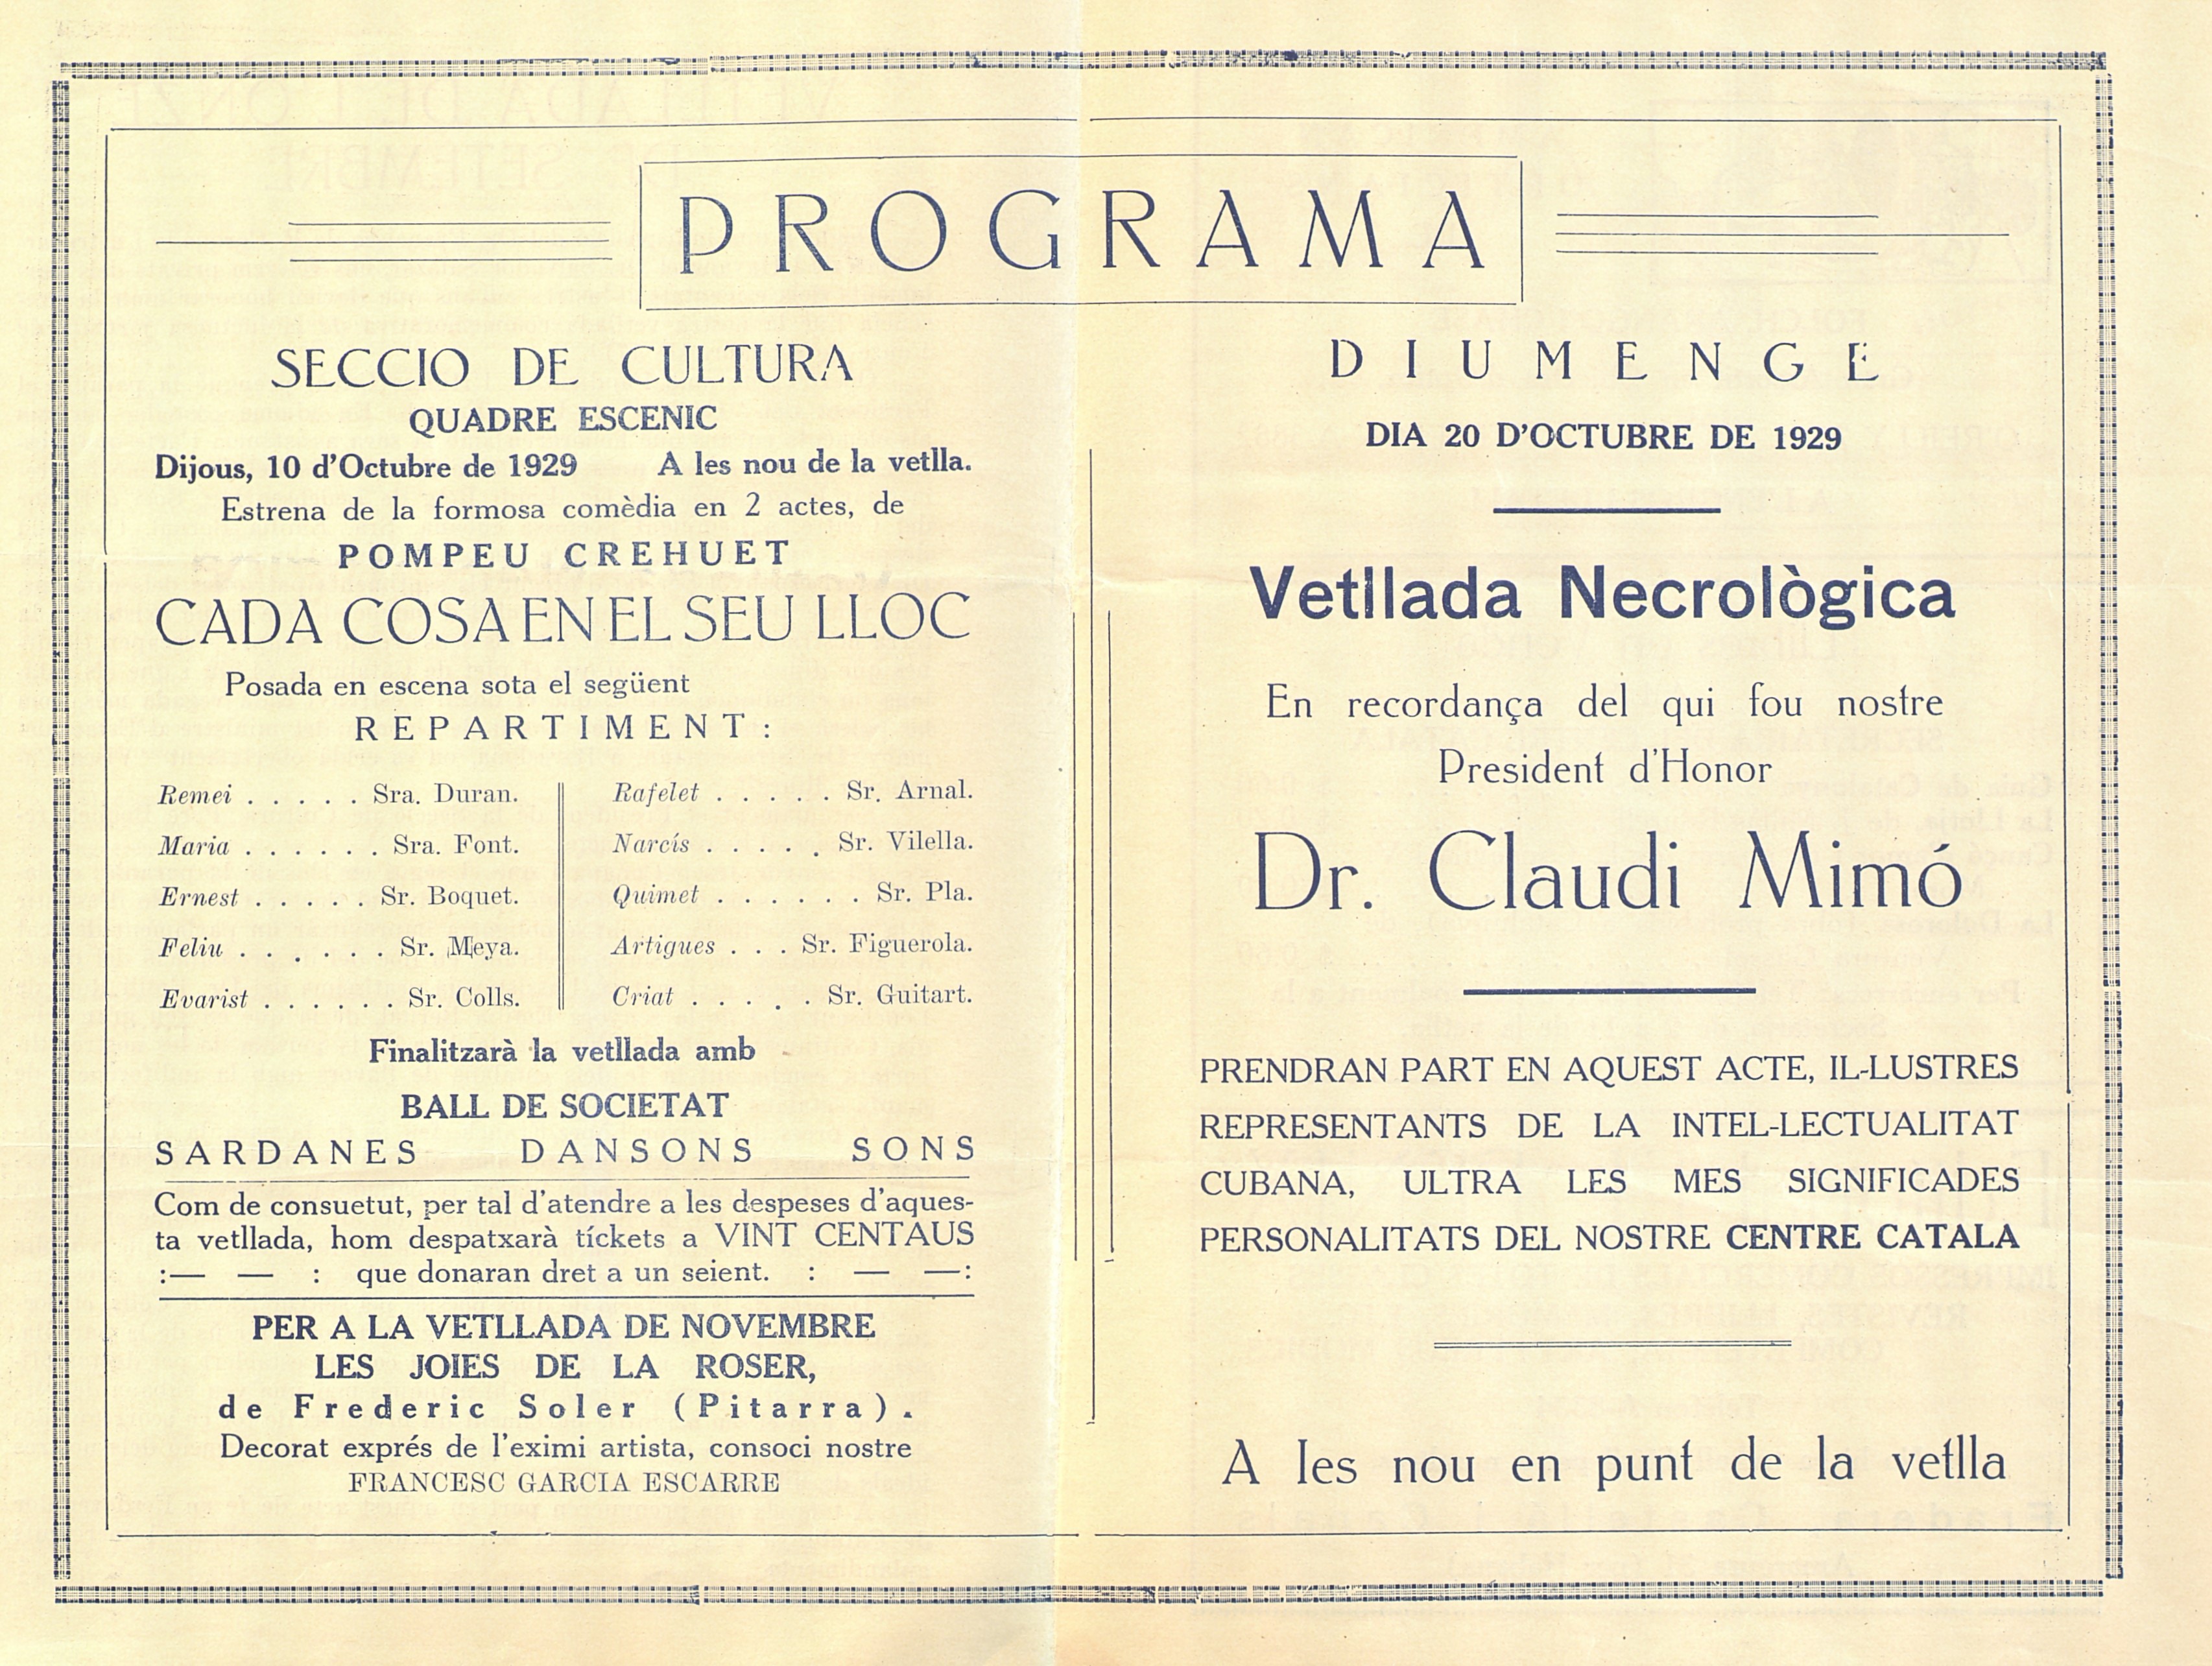 PROGRAMA
SECCIO DE CULTURA
QUADRE ESCENIC
Dijous, 10 d'Octubre de 1929 A les nou de la vetlla.
Estrena de la formosa comèdia en 2 actes, de
POMPEU CREHUET
CADA COSA EN EL SEU LLOC
Posada en escena sota el següent
REPARTIMENT:
Remei . . . . . Sra. Duran.
Maria . . . . . . Sra. Font.
Ernest . . . . . Sr. Boquet.
Feliu . . . . . . Sr. Meya.
Evarist . . . . . . Sr. Colls.
Rafelet . . . . . Sr. Arnal.
Narcís . . . . . Sr. Vilella.
Quimet . . . . . . Sr. Pla.
Artigues . . . Sr. Figuerola.
Criat . . . . . Sr. Guitart.
Finalitzarà la vetllada amb
BALL DE SOCIETAT
SARDANES DANSONS SONS
Com de consuetut, per tal d'atendre a les despeses d'aques-
ta vetllada, hom despatxarà tíckets a VINT CENTAUS
:— — : que donaran dret a un seient. : — —:
PER A LA VETLLADA DE NOVEMBRE
LES JOIES DE LA ROSER,
de Frederic Soler (Pitarra).
Decorat exprés de l'eximi artista, consoci nostre
FRANCESC GARCIA ESCARRE
DIUMENGE
DIA 20 D'OCTUBRE DE 1929
Vetllada Necrològica
En recordança del qui fou nostre
President d'Honor
Dr. Claudi Mimó
PRENDRAN PART EN AQUEST ACTE, IL-LUSTRES
REPRESENTANTS DE LA INTEL-LECTUALITAT
CUBANA, ULTRA LES MES SIGNIFICADES
PERSONALITATS DEL NOSTRE CENTRE CATALA
A les nou en punt de la vetlla